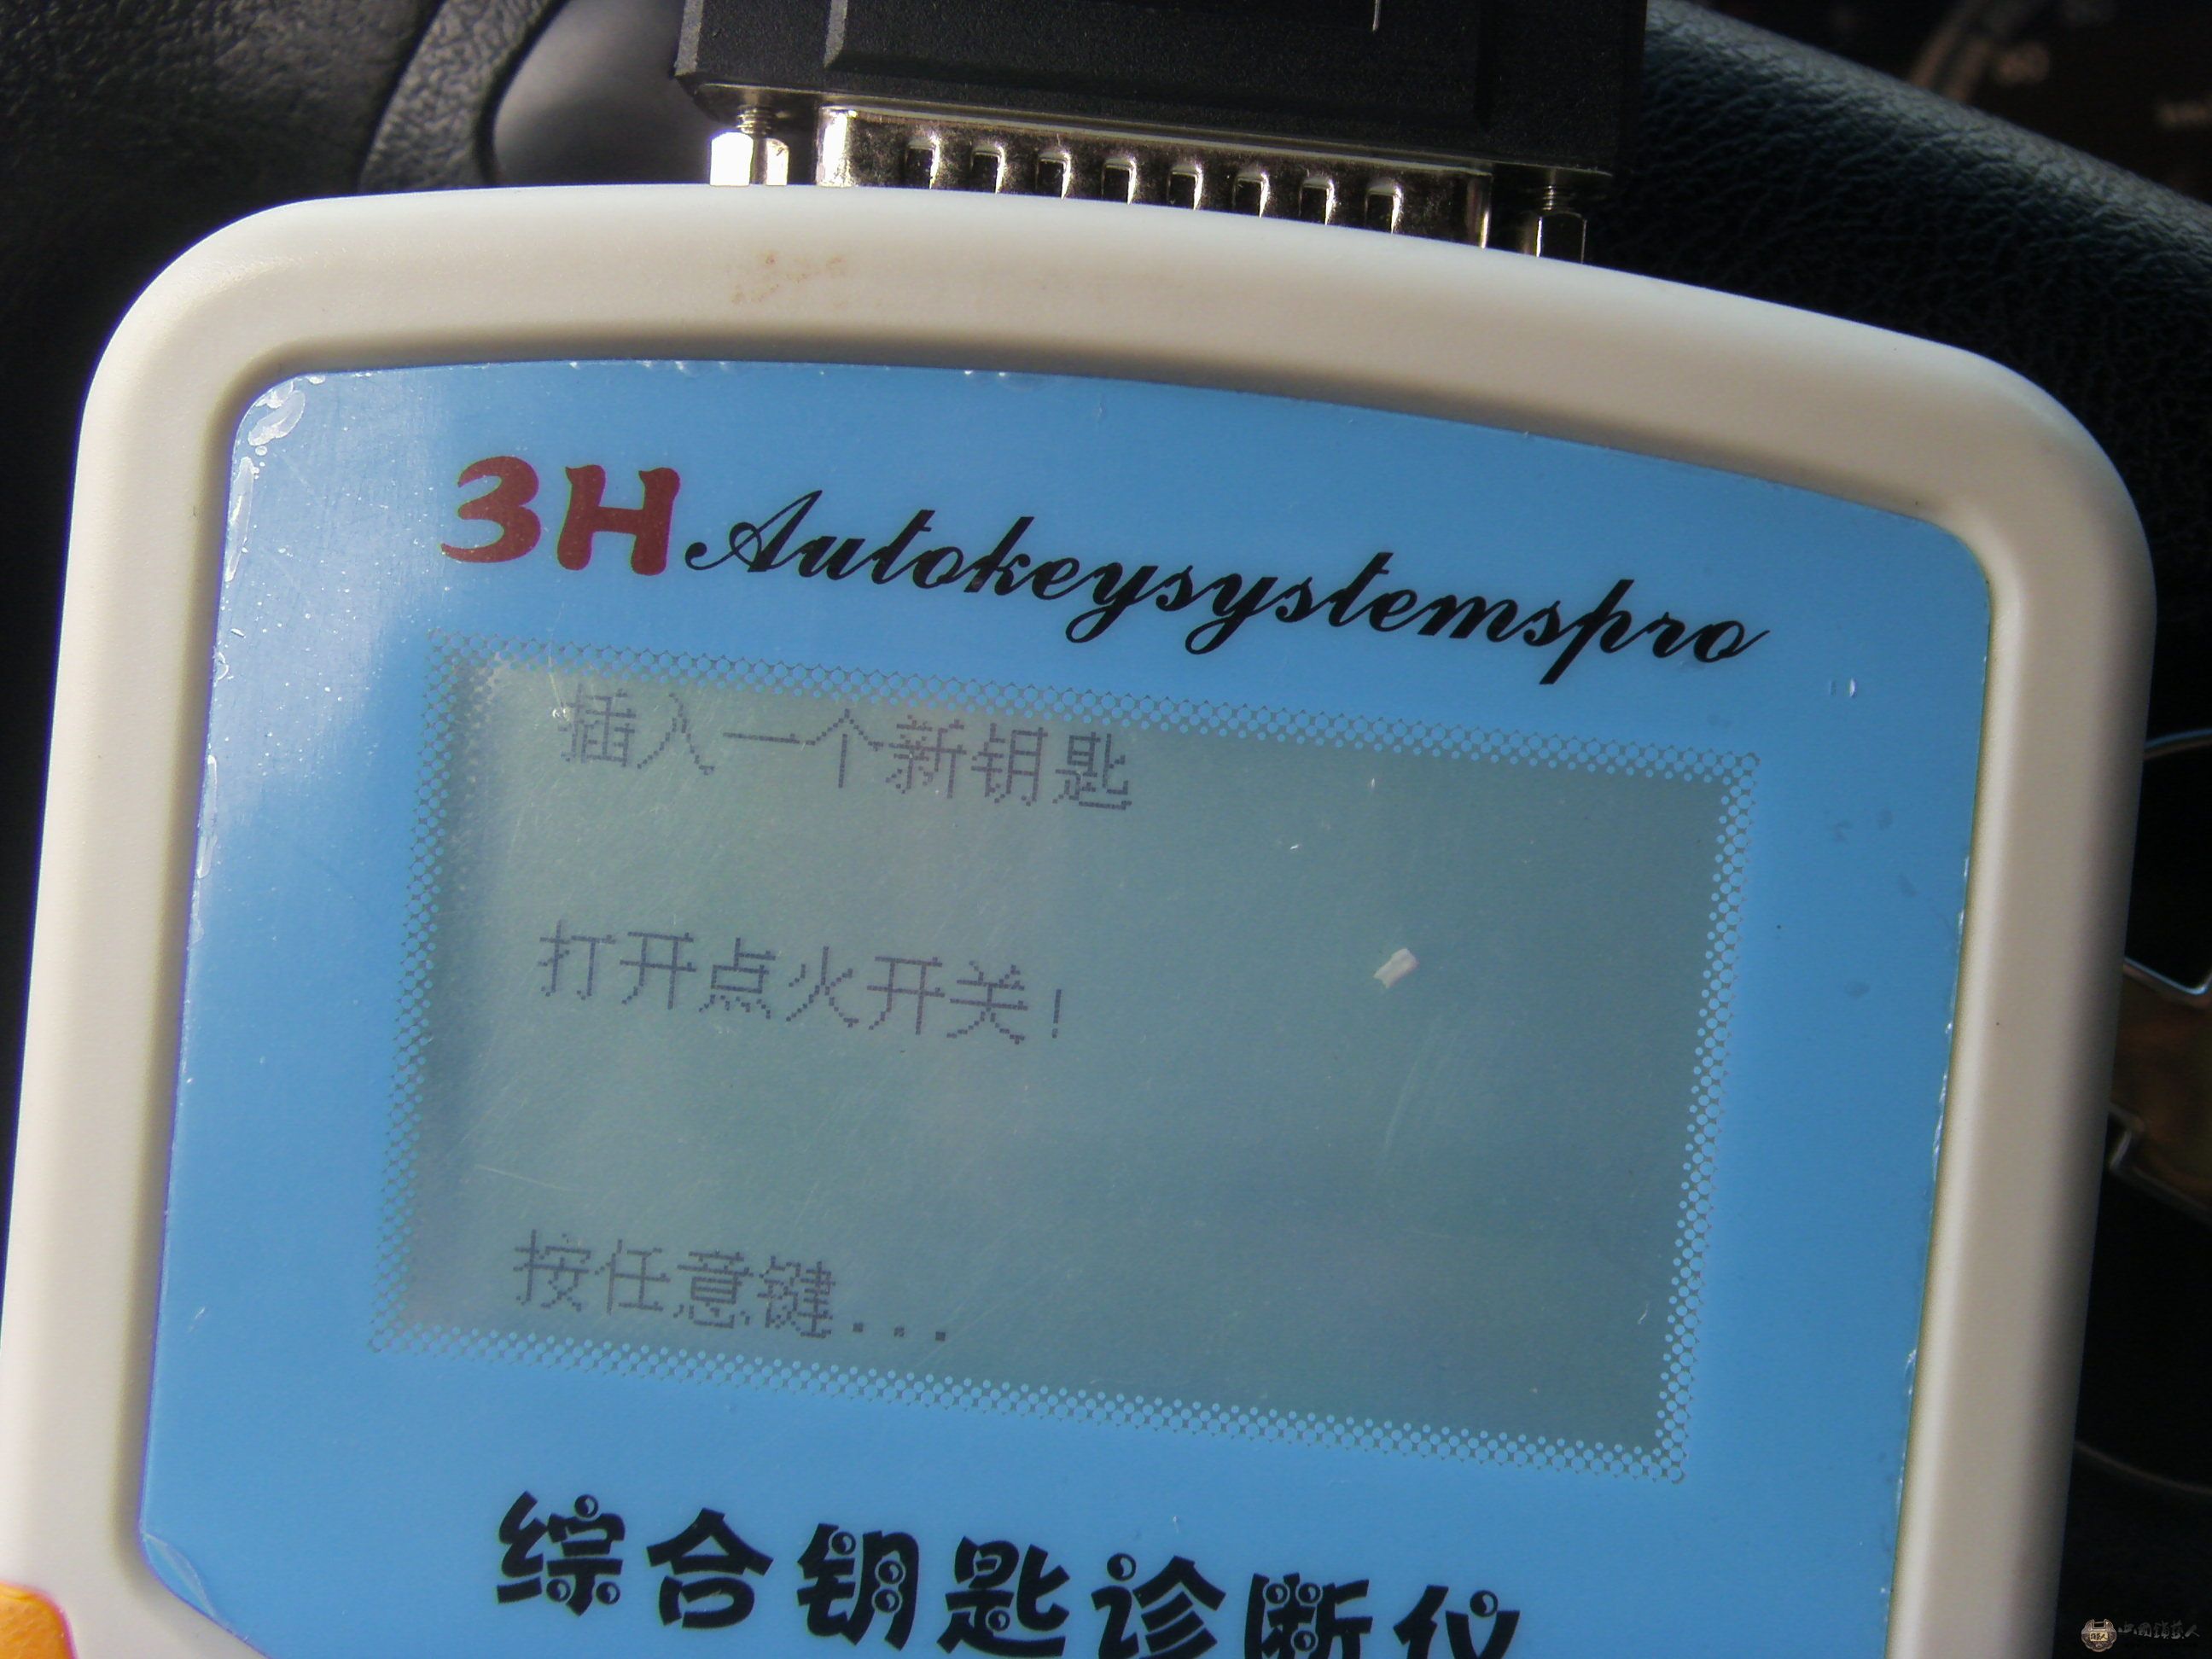 3H Autokeysystemspro
插入一个新钥匙
打开点火开关!
按任意键...
综合钥匙诊断仪